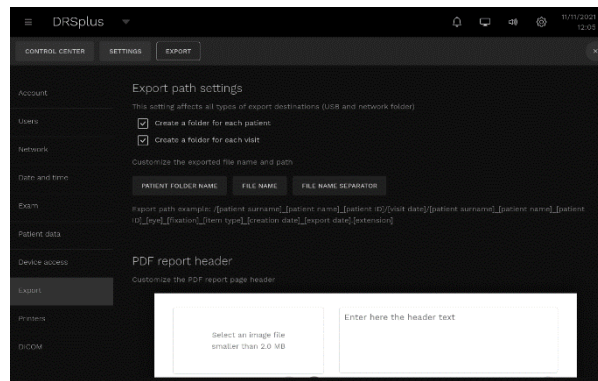 DRSplus
11/11/2021
12:05
CONTROL CENTER
SETTINGS
EXPORT
Account
Users
Network
Date and time
Exam
Patient data
Device access
Export
Printers
DICOM
Export path settings
This setting affects all types of export destinations (USB and network folder)
Create a folder for each patient
Create a folder for each visit
Customize the exported file name and path
PATIENT FOLDER NAME
FILE NAME
FILE NAME SEPARATOR
Export path example: /[patient surname]_[patient name]_[patient ID]/[visit date]/[patient surname]_[patient name]_[patient
ID]_[eye]_[fixation]_[item type]_[creation date]_[export date].[extension]
PDF report header
Customize the PDF report page header
Select an image file
smaller than 2.0 MB
Enter here the header text